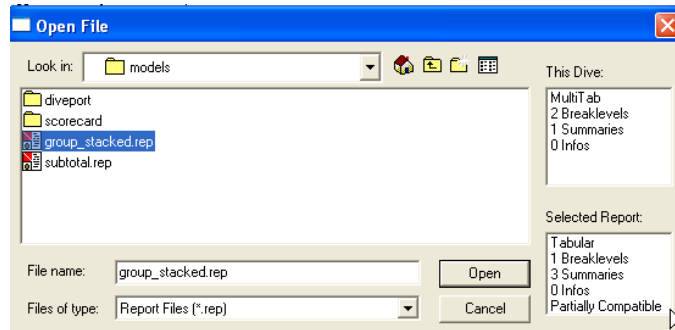 Open File
Look in: models
This Dive:
diveport
scorecard
group_stacked.rep
subtotal.rep
MultiTab
2 Breaklevels
1 Summaries
0 Infos
Selected Report:
Tabular
1 Breaklevels
3 Summaries
0 Infos
Partially Compatible
File name: group_stacked.rep Open
Files of type: Report Files (*.rep) Cancel